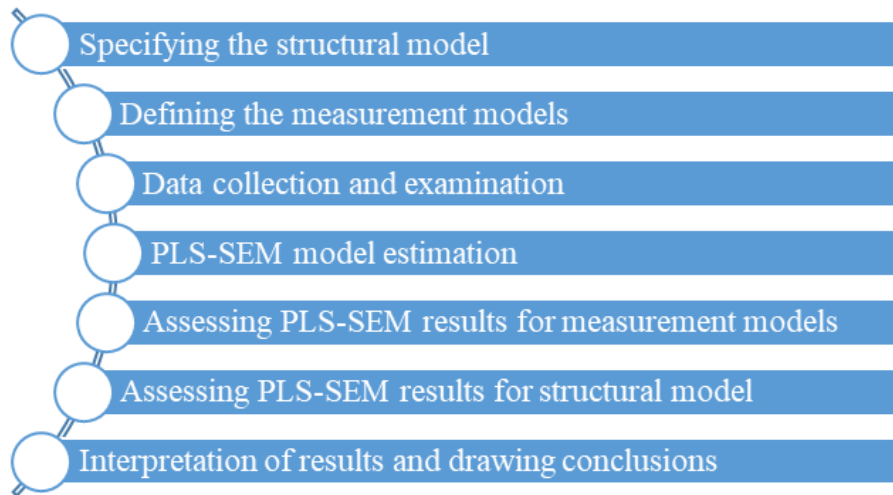 Specifying the structural model
Defining the measurement models
Data collection and examination
PLS-SEM model estimation
Assessing PLS-SEM results for measurement models
Assessing PLS-SEM results for structural model
Interpretation of results and drawing conclusions